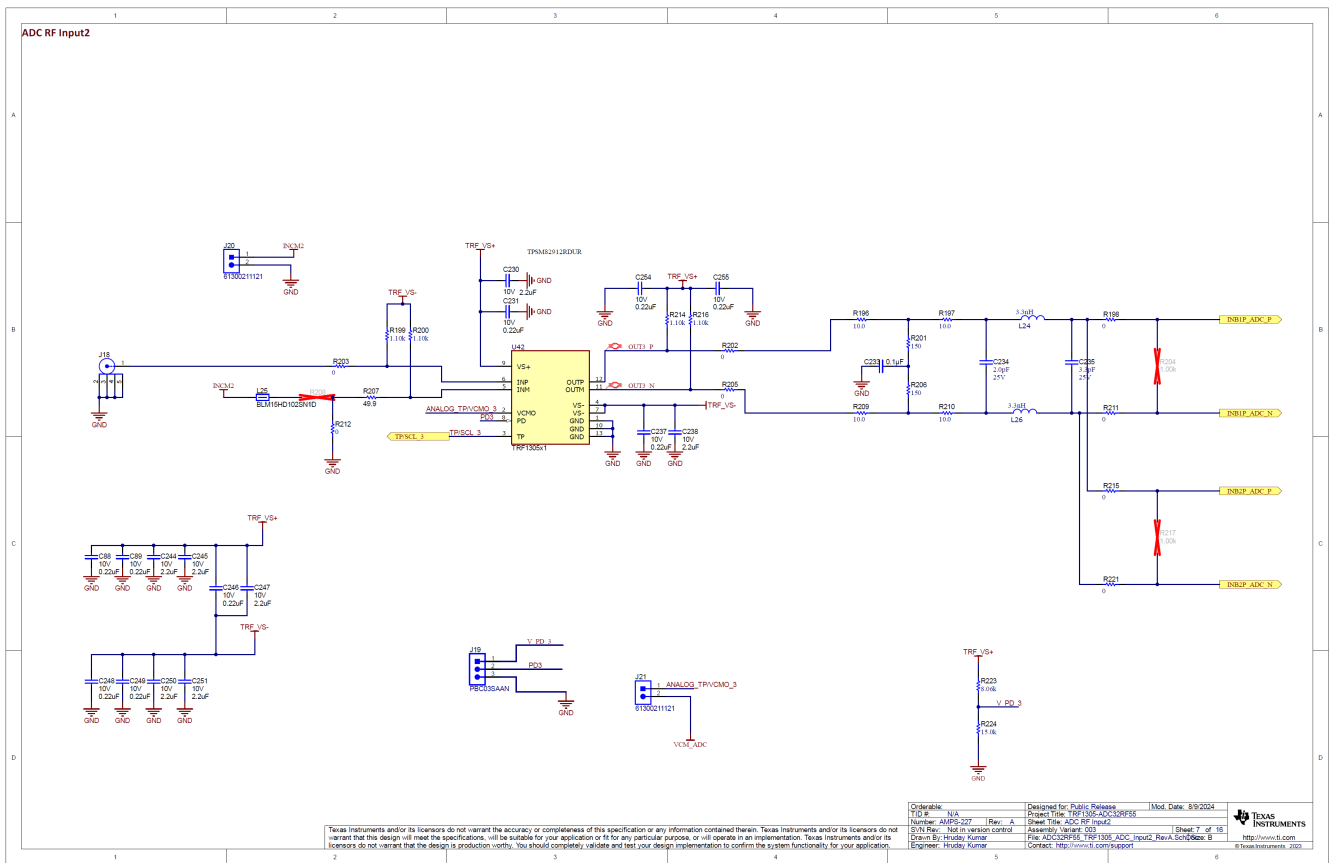 1 2 3 4 5 6
ADC RF Input2
A A
J20
INCM2
1
2
61300211121
GND
TRF_VS+
TPSM82912RDUR
C230
GND
10V 2.2uF
C231
GND
10V
0.22uF
C254
10V
0.22uF
GND
TRF_VS+
C255
10V
0.22uF
GND
R214
1.10k
R216
1.10k
TRF_VS-
R199
1.10k
R200
1.10k
B B
J18
1
2 3 4 5
GND
R203
0
INCM2
L25
BLM15HD102SN1D
R207
49.9
R212
0
GND
U42
9 VS+
6 INP
5 INM
2 VCMO
8 PD
3 TP
OUTP 12
OUTM 11
VS- 4
VS- 7
GND 1
GND 10
GND 13
TRF1305x1
ANALOG_TP/VCMO_3
PD3
TP/SCL_3
TP/SCL_3
OUT3_P
OUT3_N
R202
0
R205
0
TRF_VS-
C237
10V
0.22uF
C238
10V
2.2uF
GND
GND
GND
R196
10.0
R201
150
C233 0.1µF
GND
R206
150
R209
10.0
R197
10.0
R210
10.0
C234
2.0pF
25V
3.3nH
L24
3.3nH
L26
C235
3.3pF
25V
R198
0
R204
1.00k
R211
0
INB1P_ADC_P
INB1P_ADC_N
R215
0
R217
1.00k
R221
0
INB2P_ADC_P
INB2P_ADC_N
C C
TRF_VS+
C88
10V
0.22uF
GND
C89
10V
0.22uF
GND
C244
10V
2.2uF
GND
C245
10V
2.2uF
GND
C246
10V
0.22uF
C247
10V
2.2uF
TRF_VS-
C248
10V
0.22uF
GND
C249
10V
0.22uF
GND
C250
10V
2.2uF
GND
C251
10V
2.2uF
GND
J19
1
2
3
PBC03SAAN
V_PD_3
PD3
GND
J21
1
2
61300211121
ANALOG_TP/VCMO_3
VCM_ADC
TRF_VS+
R223
8.06k
V_PD_3
R224
15.0k
GND
D D
Texas Instruments and/or its licensors do not warrant the accuracy or completeness of this specification or any information contained therein. Texas Instruments and/or its licensors do not
warrant that this design will meet the specifications, will be suitable for your application or fit for any particular purpose, or will operate in an implementation. Texas Instruments and/or its
licensors do not warrant that the design is production worthy. You should completely validate and test your design implementation to confirm the system functionality for your application.
Orderable: Designed for: Public Release Mod. Date: 8/9/2024
TID #: N/A Project Title: TRF1305-ADC32RF55
Number: AMPS-227 Rev: A Sheet Title: ADC RF Input2
SVN Rev: Not in version control Assembly Variant: 003 Sheet: 7 of 16
Drawn By: Hruday Kumar File: ADC32RF55_TRF1305_ADC_Input2_RevA.SchDoc Size: B
Engineer: Hruday Kumar Contact: http://www.ti.com/support
TEXAS
INSTRUMENTS
http://www.ti.com
© Texas Instruments 2023
1 2 3 4 5 6